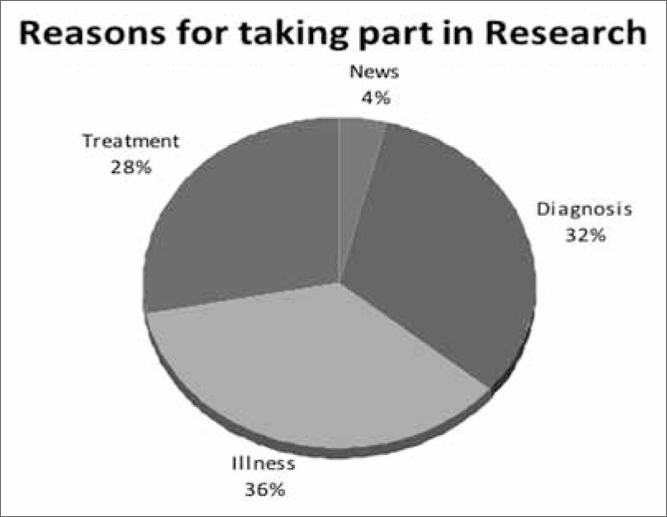 Reasons for taking part in Research
News
4%
Treatment
28%
Diagnosis
32%
Illness
36%